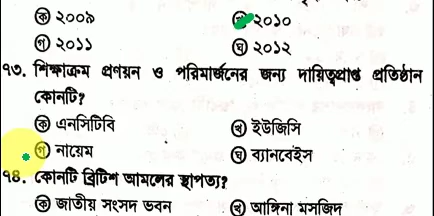 ক ২০০৯ খ ২০১০
গ ২০১১ ঘ ২০১২
৭৩. শিক্ষাক্রম প্রণয়ন ও পরিমার্জনের জন্য দায়িত্বপ্রাপ্ত প্রতিষ্ঠান
কোনটি?
ক এনসিটিবি খ ইউজিসি
গ নায়েম ঘ ব্যানবেইস
৭৪. কোনটি ব্রিটিশ আমলের স্থাপত্য?
ক জাতীয় সংসদ ভবন খ আঙ্গিনা মসজিদ